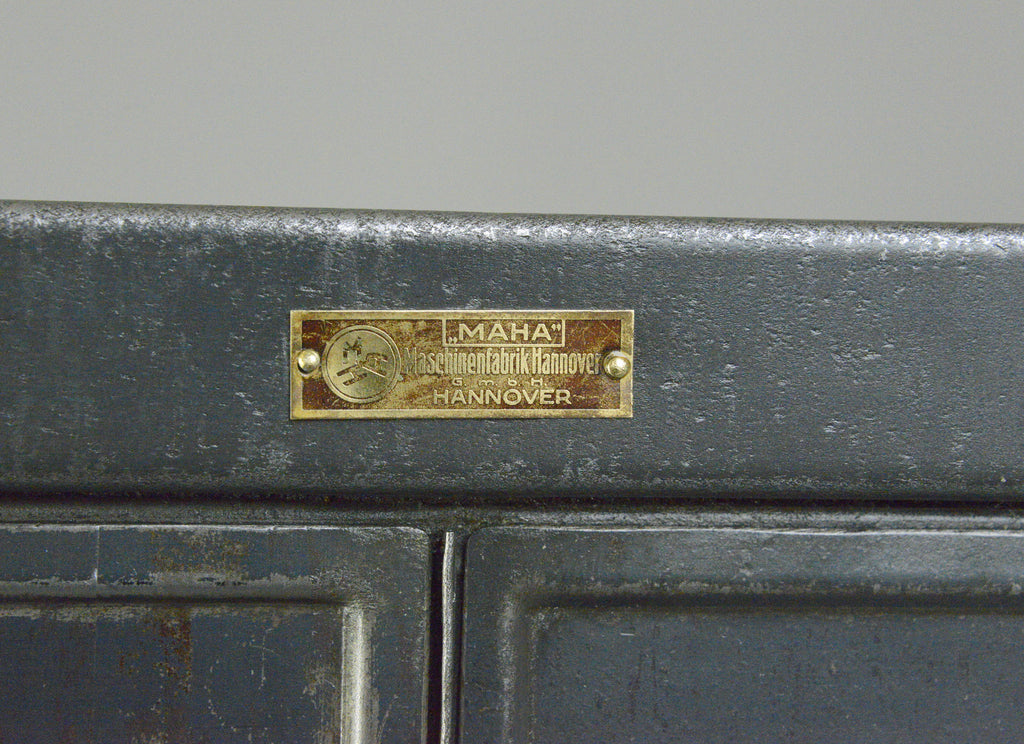 „MAHA"
Maschinenfabrik Hannover
G. m. b. H.
HANNOVER